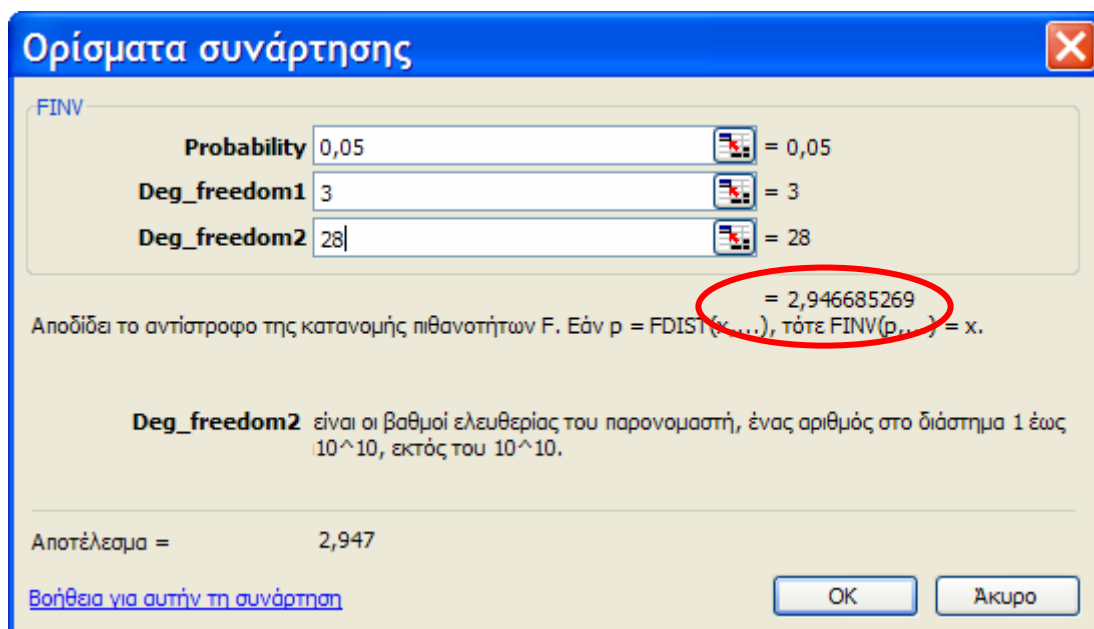 Ορίσματα συνάρτησης
FINV
Probability 0,05 = 0,05
Deg_freedom1 3 = 3
Deg_freedom2 28 = 28
= 2,946685269
Αποδίδει το αντίστροφο της κατανομής πιθανοτήτων F. Εάν p = FDIST(x,...), τότε FINV(p,...) = x.
Deg_freedom2 είναι οι βαθμοί ελευθερίας του παρονομαστή, ένας αριθμός στο διάστημα 1 έως
10^10, εκτός του 10^10.
Αποτέλεσμα = 2,947
Βοήθεια για αυτήν τη συνάρτηση
OK Άκυρο